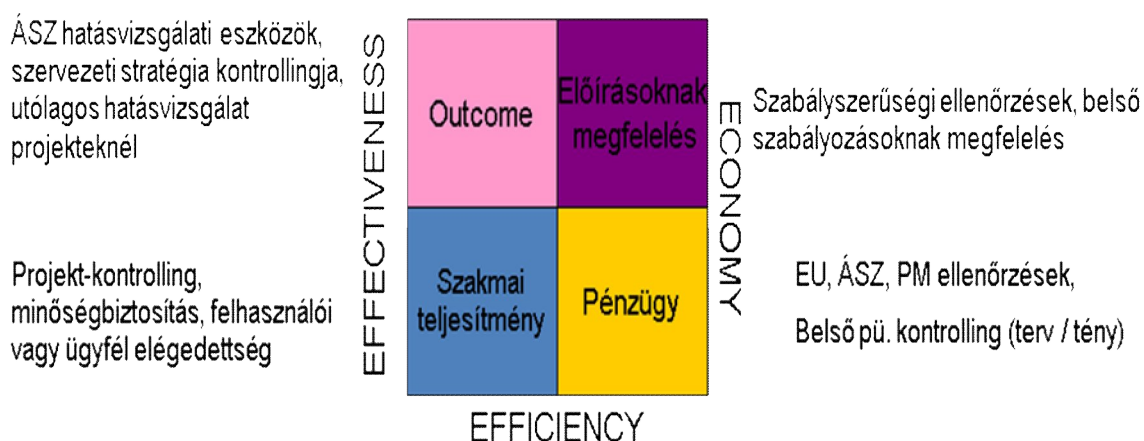 ÁSZ hatásvizsgálati eszközök,
szervezeti stratégia kontrollingja,
utólagos hatásvizsgálat
projekteknél
Projekt-kontrolling,
minőségbiztosítás, felhasználói
vagy ügyfél elégedettség
EFFECTIVENESS
Outcome
Előírásoknak
megfelelés
Szakmai
teljesítmény
Pénzügy
EFFICIENCY
ECONOMY
Szabályszerűségi ellenőrzések, belső
szabályozásoknak megfelelés
EU, ÁSZ, PM ellenőrzések,
Belső pü. kontrolling (terv / tény)